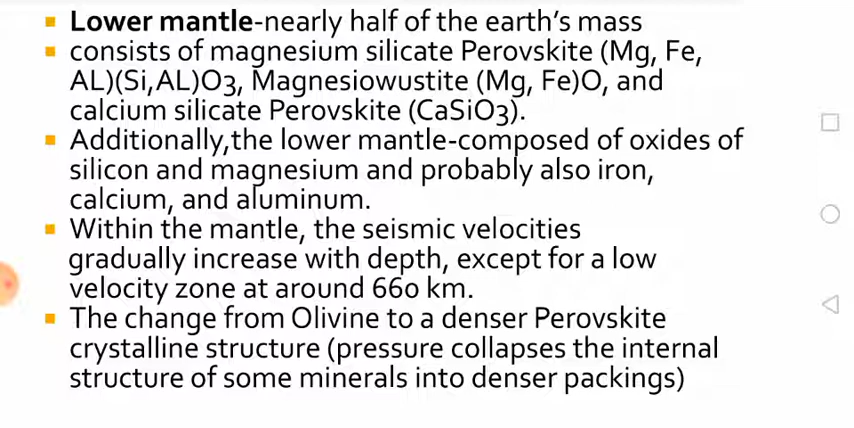 Lower mantle-nearly half of the earth's mass
consists of magnesium silicate Perovskite (Mg, Fe,
AL)(Si,AL)O3, Magnesiowustite (Mg, Fe)O, and
calcium silicate Perovskite (CaSiO3).
Additionally,the lower mantle-composed of oxides of
silicon and magnesium and probably also iron,
calcium, and aluminum.
Within the mantle, the seismic velocities
gradually increase with depth, except for a low
velocity zone at around 660 km.
The change from Olivine to a denser Perovskite
crystalline structure (pressure collapses the internal
structure of some minerals into denser packings)